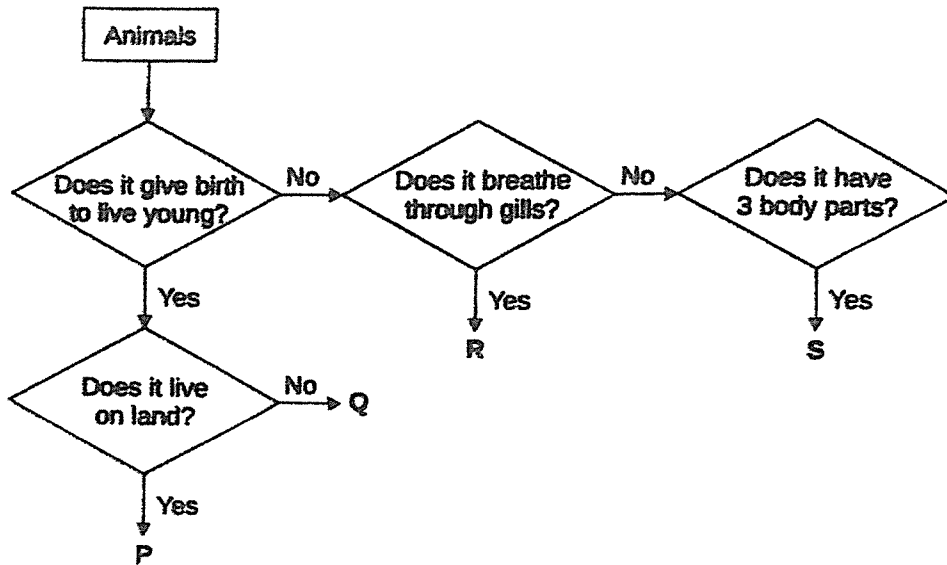 Animals
Does it give birth
to live young?
No
Does it breathe
through gills?
No
Does it have
3 body parts?
Yes
Yes
R
Yes
S
Does it live
on land?
No
Q
Yes
P